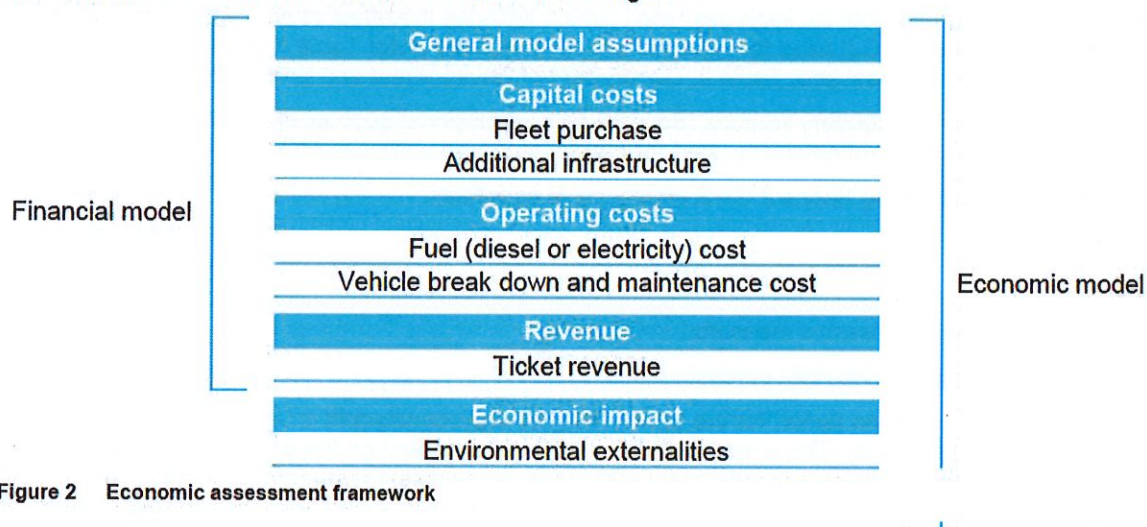 General model assumptions
Capital costs
Fleet purchase
Additional infrastructure
Financial model
Operating costs
Fuel (diesel or electricity) cost
Vehicle break down and maintenance cost
Economic model
Revenue
Ticket revenue
Economic impact
Environmental externalities
Figure 2 Economic assessment framework